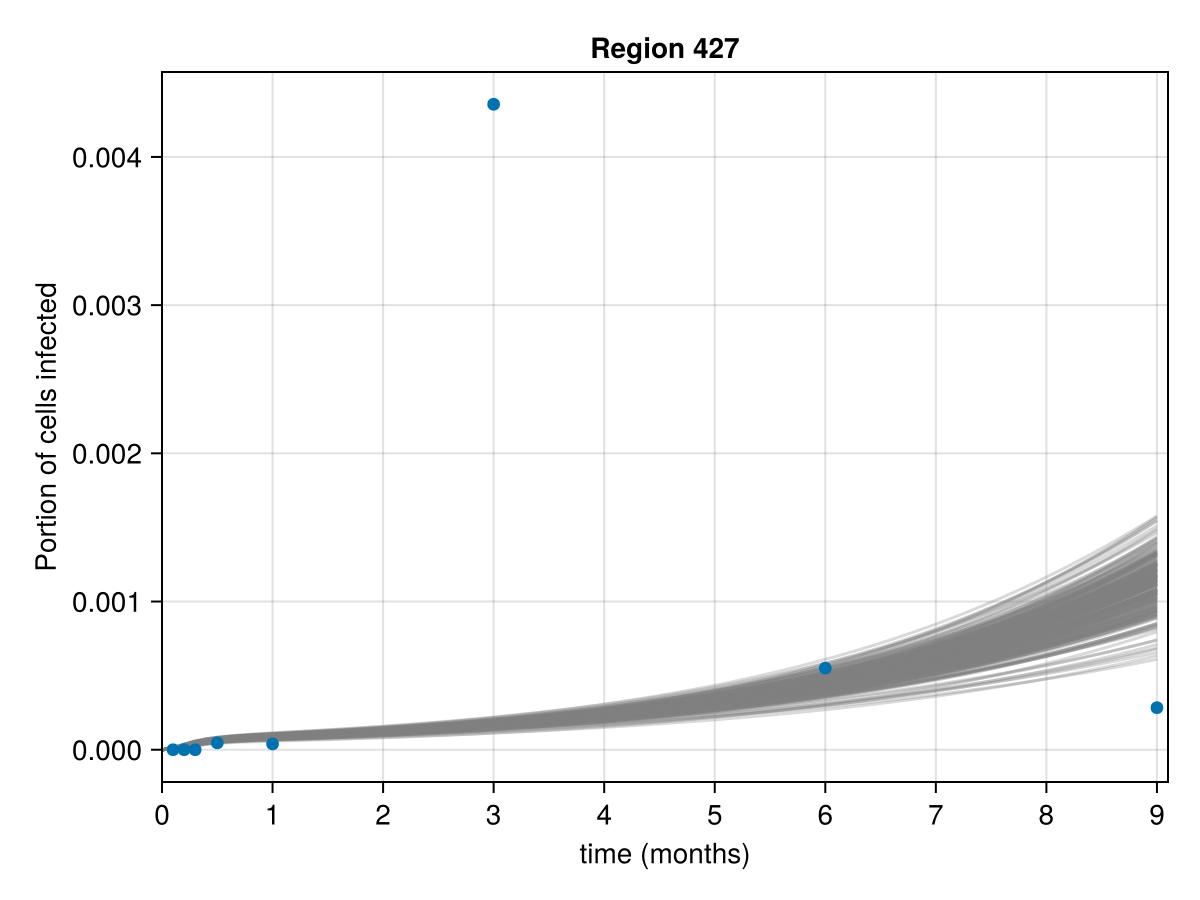 Region 427
Portion of cells infected
0.004
0.003
0.002
0.001
0.000
0 1 2 3 4 5 6 7 8 9
time (months)